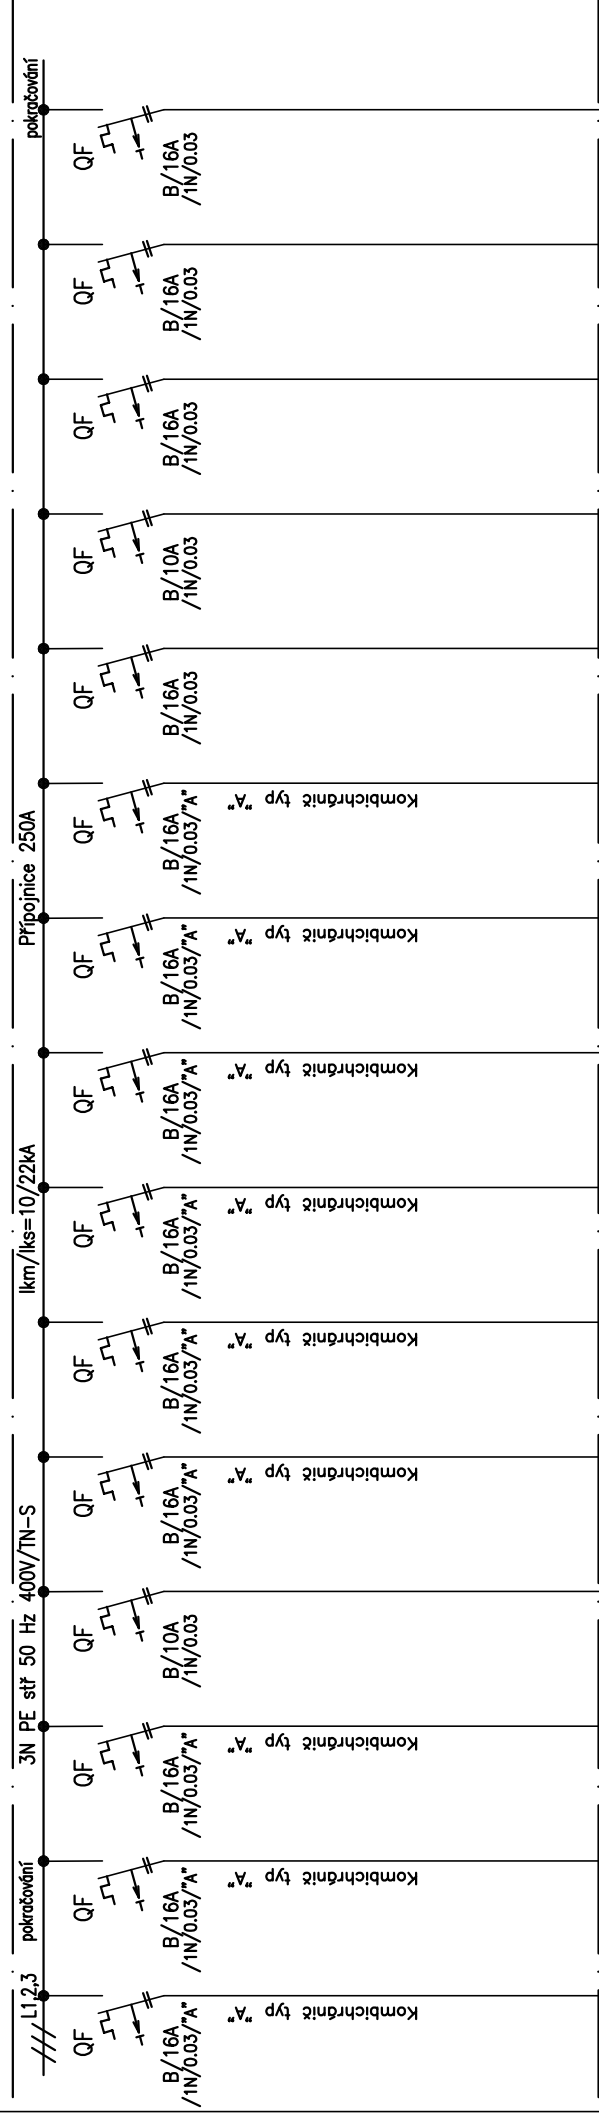 L1,2,3 pokračování 3N PE stř 50 Hz 400V/TN-S Ikm/Iks=10/22kA Přípojnice 250A pokračování
QF
B/16A
/1N/0.03/"A"
Kombichránič typ "A"
QF
B/16A
/1N/0.03/"A"
Kombichránič typ "A"
QF
B/16A
/1N/0.03/"A"
Kombichránič typ "A"
QF
B/10A
/1N/0.03
QF
B/16A
/1N/0.03/"A"
Kombichránič typ "A"
QF
B/16A
/1N/0.03/"A"
Kombichránič typ "A"
QF
B/16A
/1N/0.03/"A"
Kombichránič typ "A"
QF
B/16A
/1N/0.03/"A"
Kombichránič typ "A"
QF
B/16A
/1N/0.03/"A"
Kombichránič typ "A"
QF
B/16A
/1N/0.03/"A"
Kombichránič typ "A"
QF
B/16A
/1N/0.03
QF
B/10A
/1N/0.03
QF
B/16A
/1N/0.03
QF
B/16A
/1N/0.03
QF
B/16A
/1N/0.03